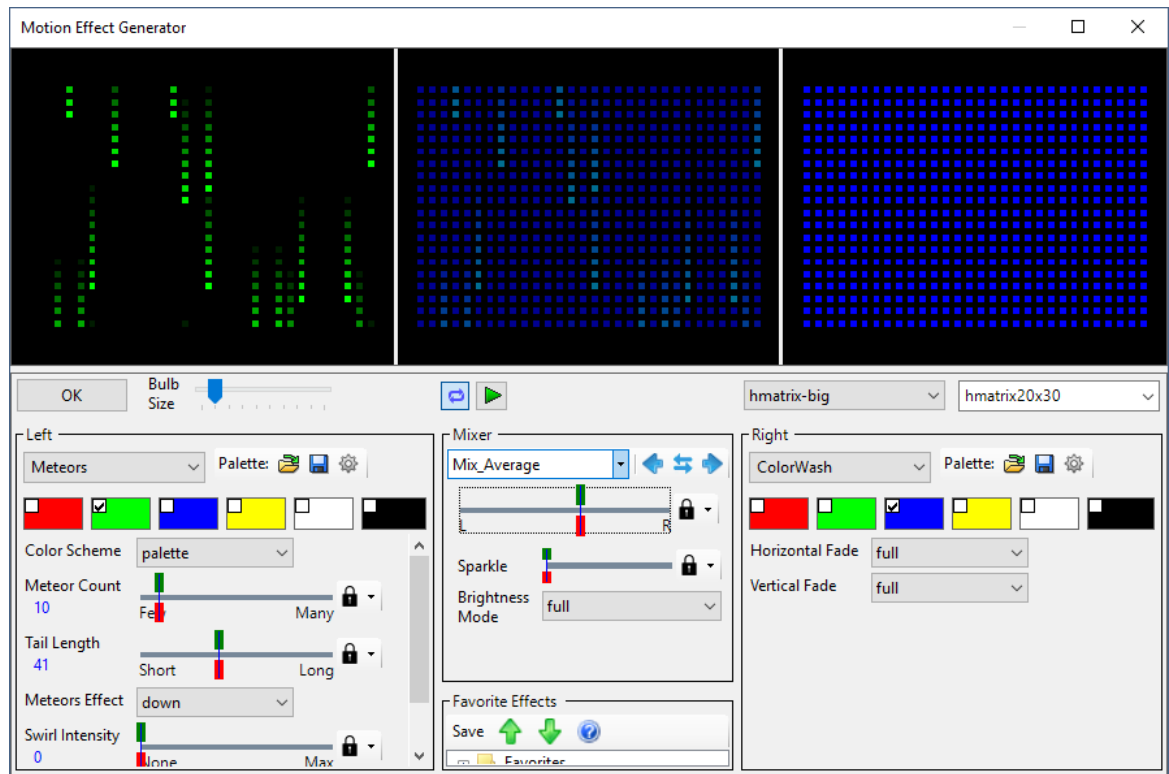 Motion Effect Generator
OK
Bulb
Size
hmatrix-big
hmatrix20x30
Left
Meteors
Palette:
Color Scheme
palette
Meteor Count
10
Few
Many
Tail Length
41
Short
Long
Meteors Effect
down
Swirl Intensity
0
None
Max
Mixer
Mix_Average
L
R
Sparkle
Brightness
Mode
full
Favorite Effects
Save
Favorites
Right
ColorWash
Palette:
Horizontal Fade
full
Vertical Fade
full